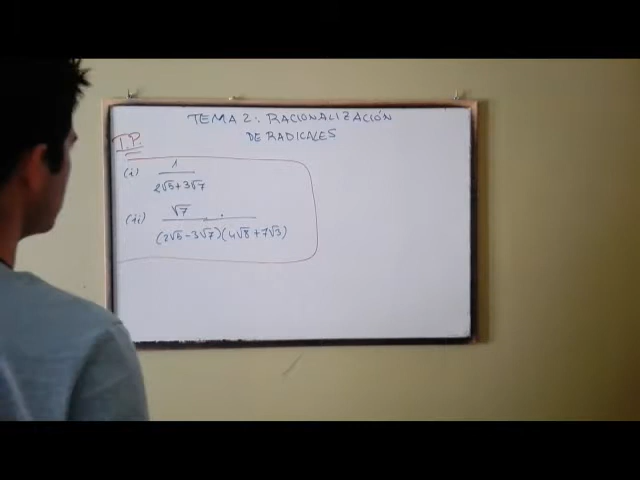 TEMA 2: RACIONALIZACIÓN
DE RADICALES
T.P.
(i) 1
2√5+3√7
(ii) √7
(2√5-3√7)(4√8+7√3)